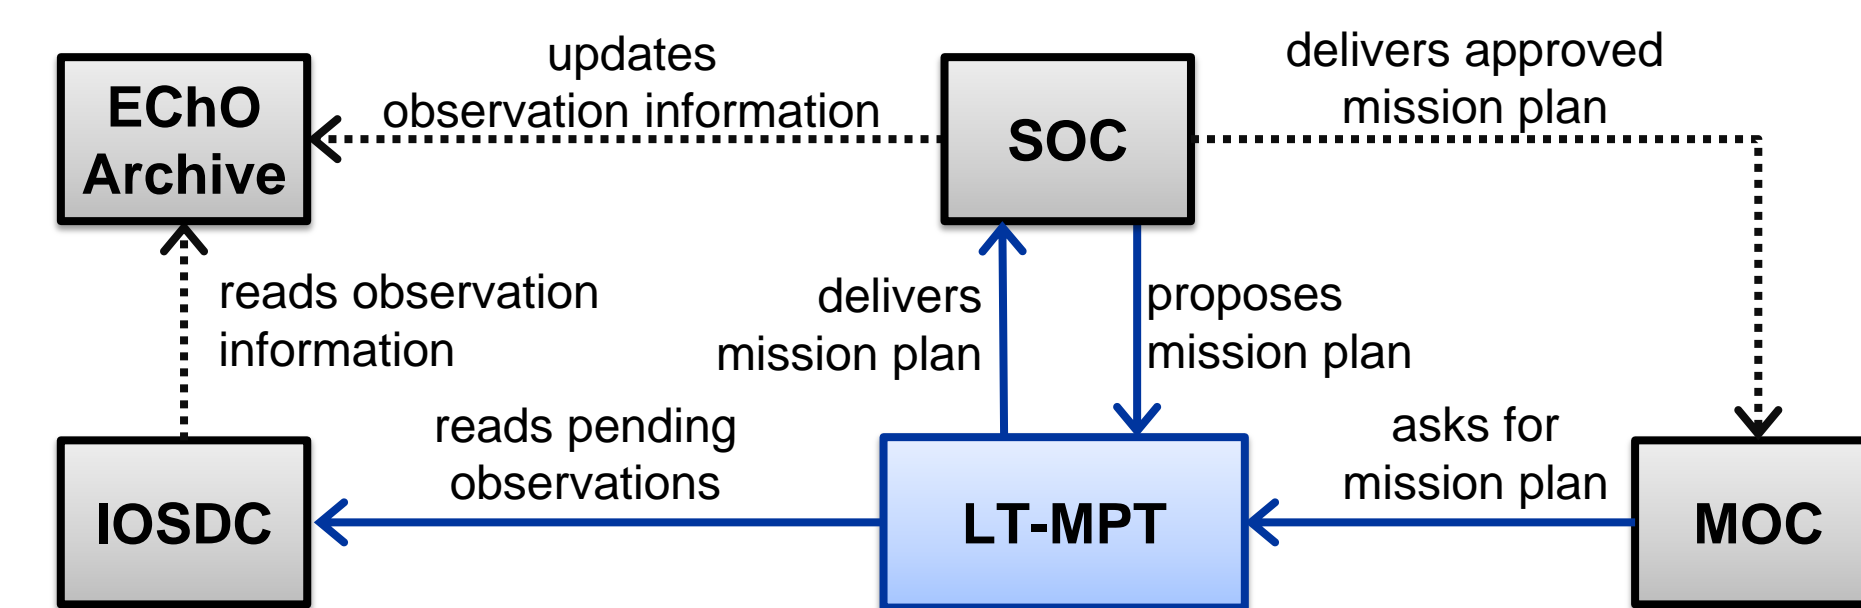 updates
observation information
delivers approved
mission plan
EChO
Archive
SOC
reads observation
information
delivers
mission plan
proposes
mission plan
reads pending
observations
asks for
mission plan
IOSDC
LT-MPT
MOC